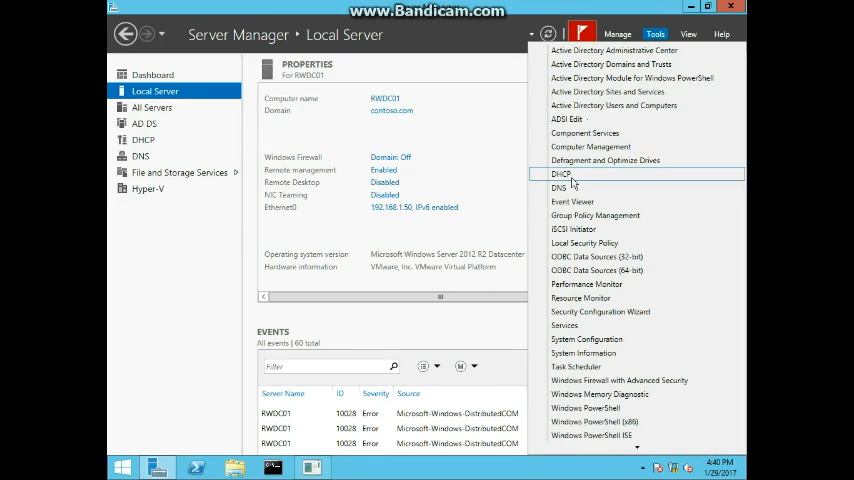 www.Bandicam.com
Server Manager ▸ Local Server
Manage Tools View Help
Dashboard
Local Server
All Servers
AD DS
DHCP
DNS
File and Storage Services
Hyper-V
PROPERTIES
For RWDC01
Computer name RWDC01
Domain contoso.com
Windows Firewall Domain: Off
Remote management Enabled
Remote Desktop Disabled
NIC Teaming Disabled
Ethernet0 192.168.1.50, IPv6 enabled
Operating system version Microsoft Windows Server 2012 R2 Datacenter
Hardware information VMware, Inc. VMware Virtual Platform
EVENTS
All events | 60 total
Filter
Server Name ID Severity Source
RWDC01 10028 Error Microsoft-Windows-DistributedCOM
RWDC01 10028 Error Microsoft-Windows-DistributedCOM
RWDC01 10028 Error Microsoft-Windows-DistributedCOM
Active Directory Administrative Center
Active Directory Domains and Trusts
Active Directory Module for Windows PowerShell
Active Directory Sites and Services
Active Directory Users and Computers
ADSI Edit
Component Services
Computer Management
Defragment and Optimize Drives
DHCP
DNS
Event Viewer
Group Policy Management
iSCSI Initiator
Local Security Policy
ODBC Data Sources (32-bit)
ODBC Data Sources (64-bit)
Performance Monitor
Resource Monitor
Security Configuration Wizard
Services
System Configuration
System Information
Task Scheduler
Windows Firewall with Advanced Security
Windows Memory Diagnostic
Windows PowerShell
Windows PowerShell (x86)
Windows PowerShell ISE
4:40 PM
1/29/2017